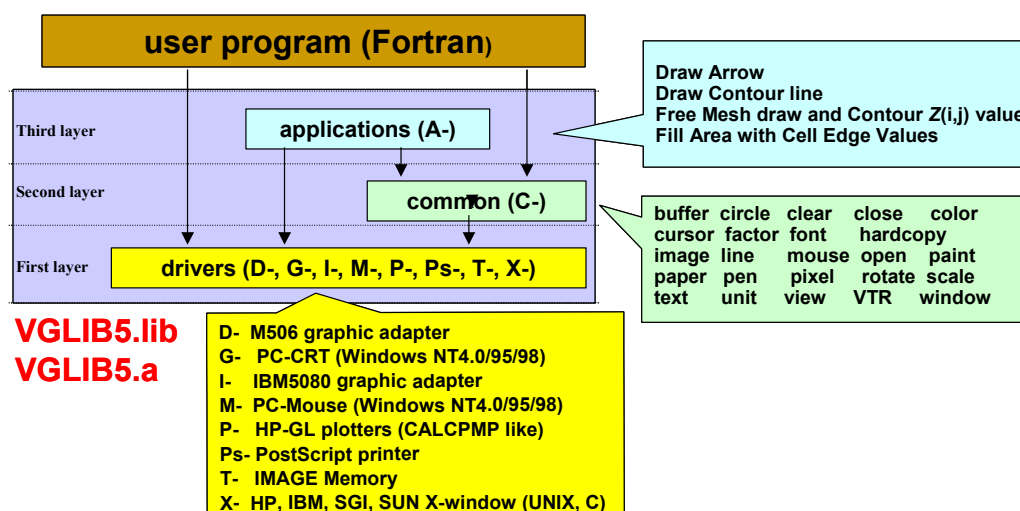 user program (Fortran)
Third layer
applications (A-)
Draw Arrow
Draw Contour line
Free Mesh draw and Contour Z(i,j) value
Fill Area with Cell Edge Values
Second layer
common (C-)
buffer circle clear close color
cursor factor font hardcopy
image line mouse open paint
paper pen pixel rotate scale
text unit view VTR window
First layer
drivers (D-, G-, I-, M-, P-, Ps-, T-, X-)
VGLIB5.lib
VGLIB5.a
D- M506 graphic adapter
G- PC-CRT (Windows NT4.0/95/98)
I- IBM5080 graphic adapter
M- PC-Mouse (Windows NT4.0/95/98)
P- HP-GL plotters (CALCPMP like)
Ps- PostScript printer
T- IMAGE Memory
X- HP, IBM, SGI, SUN X-window (UNIX, C)